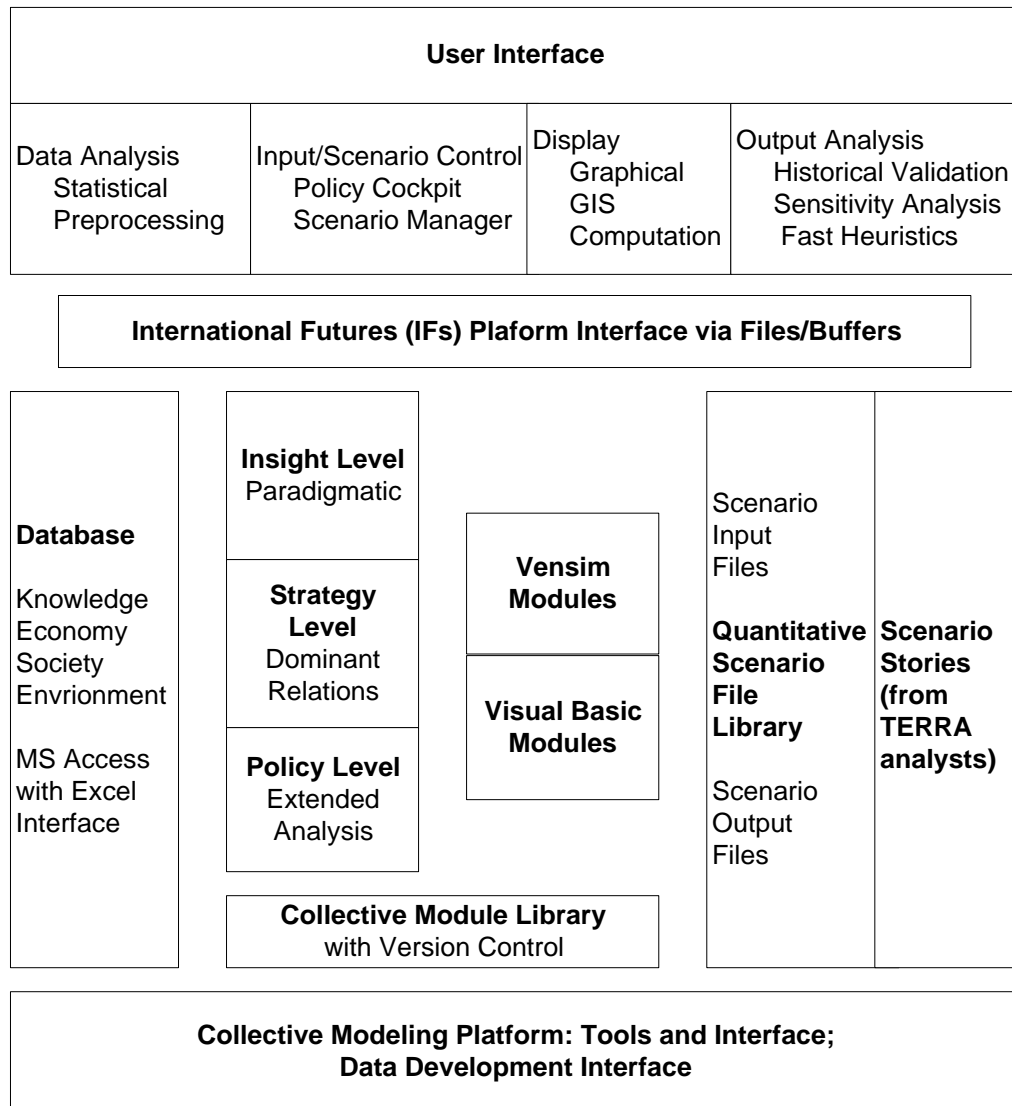 User Interface
Data Analysis
Statistical
Preprocessing
Input/Scenario Control
Policy Cockpit
Scenario Manager
Display
Graphical
GIS
Computation
Output Analysis
Historical Validation
Sensitivity Analysis
Fast Heuristics
International Futures (IFs) Plaform Interface via Files/Buffers
Database
Knowledge
Economy
Society
Envrionment
MS Access
with Excel
Interface
Insight Level
Paradigmatic
Strategy
Level
Dominant
Relations
Policy Level
Extended
Analysis
Vensim
Modules
Visual Basic
Modules
Collective Module Library
with Version Control
Scenario
Input
Files
Quantitative
Scenario
File
Library
Scenario
Output
Files
Scenario
Stories
(from
TERRA
analysts)
Collective Modeling Platform: Tools and Interface;
Data Development Interface